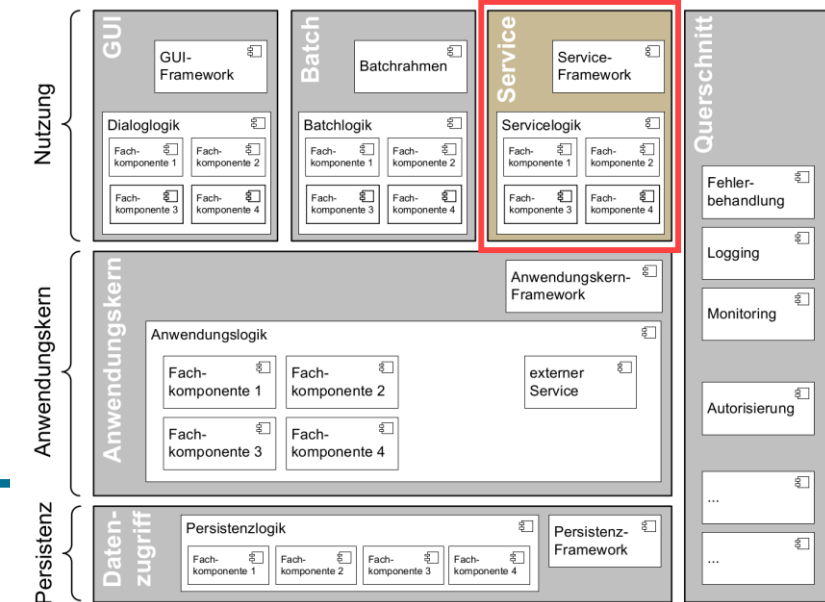 Nutzung
GUI
GUI-
Framework
Dialoglogik
Fach-
komponente 1
Fach-
komponente 2
Fach-
komponente 3
Fach-
komponente 4
Batch
Batchrahmen
Batchlogik
Fach-
komponente 1
Fach-
komponente 2
Fach-
komponente 3
Fach-
komponente 4
Service
Service-
Framework
Servicelogik
Fach-
komponente 1
Fach-
komponente 2
Fach-
komponente 3
Fach-
komponente 4
Anwendungskern
Anwendungskern
Anwendungskern-
Framework
Anwendungslogik
Fach-
komponente 1
Fach-
komponente 2
Fach-
komponente 3
Fach-
komponente 4
externer
Service
Persistenz
Daten-
zugriff
Persistenzlogik
Fach-
komponente 1
Fach-
komponente 2
Fach-
komponente 3
Fach-
komponente 4
Persistenz-
Framework
Querschnitt
Fehler-
behandlung
Logging
Monitoring
Autorisierung
...
...